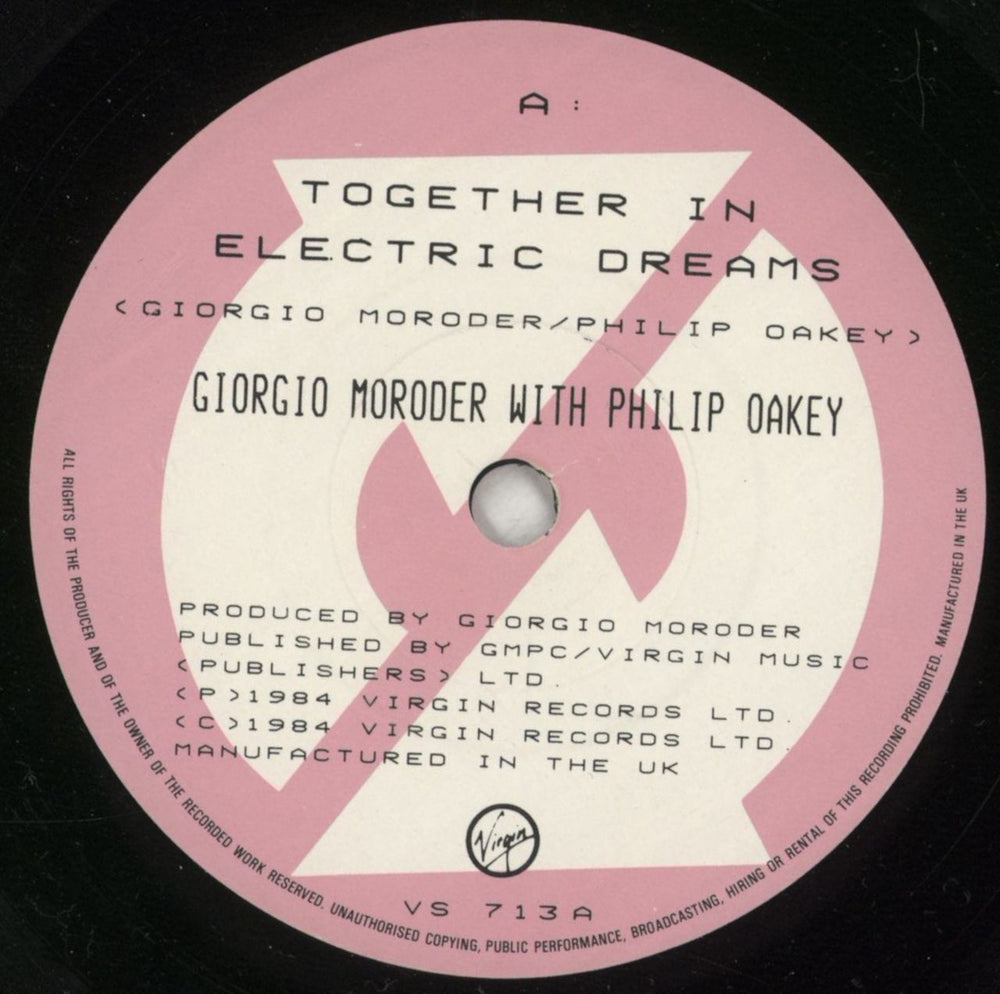 A:
TOGETHER IN
ELECTRIC DREAMS
<GIORGIO MORODER/PHILIP OAKEY>
GIORGIO MORODER WITH PHILIP OAKEY
PRODUCED BY GIORGIO MORODER
PUBLISHED BY GMPC/VIRGIN MUSIC
<PUBLISHERS> LTD.
<P>1984 VIRGIN RECORDS LTD.
<C>1984 VIRGIN RECORDS LTD.
MANUFACTURED IN THE UK
Virgin
VS 713A
ALL RIGHTS OF THE PRODUCER AND OF THE OWNER OF THE RECORDED WORK RESERVED. UNAUTHORISED COPYING, PUBLIC PERFORMANCE, BROADCASTING, HIRING OR RENTAL OF THIS RECORDING PROHIBITED. MANUFACTURED IN THE UK